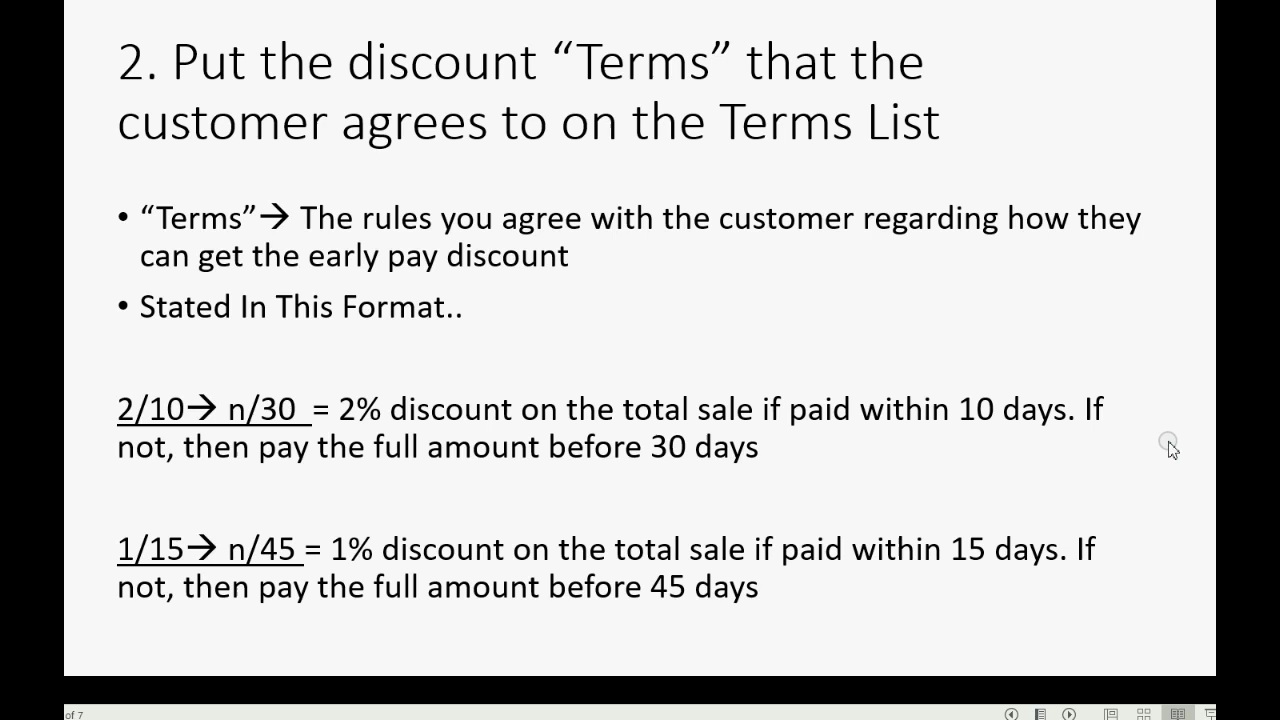 2. Put the discount “Terms” that the
customer agrees to on the Terms List
• “Terms”→ The rules you agree with the customer regarding how they
can get the early pay discount
• Stated In This Format..
2/10→ n/30 = 2% discount on the total sale if paid within 10 days. If
not, then pay the full amount before 30 days
1/15→ n/45 = 1% discount on the total sale if paid within 15 days. If
not, then pay the full amount before 45 days
of 7